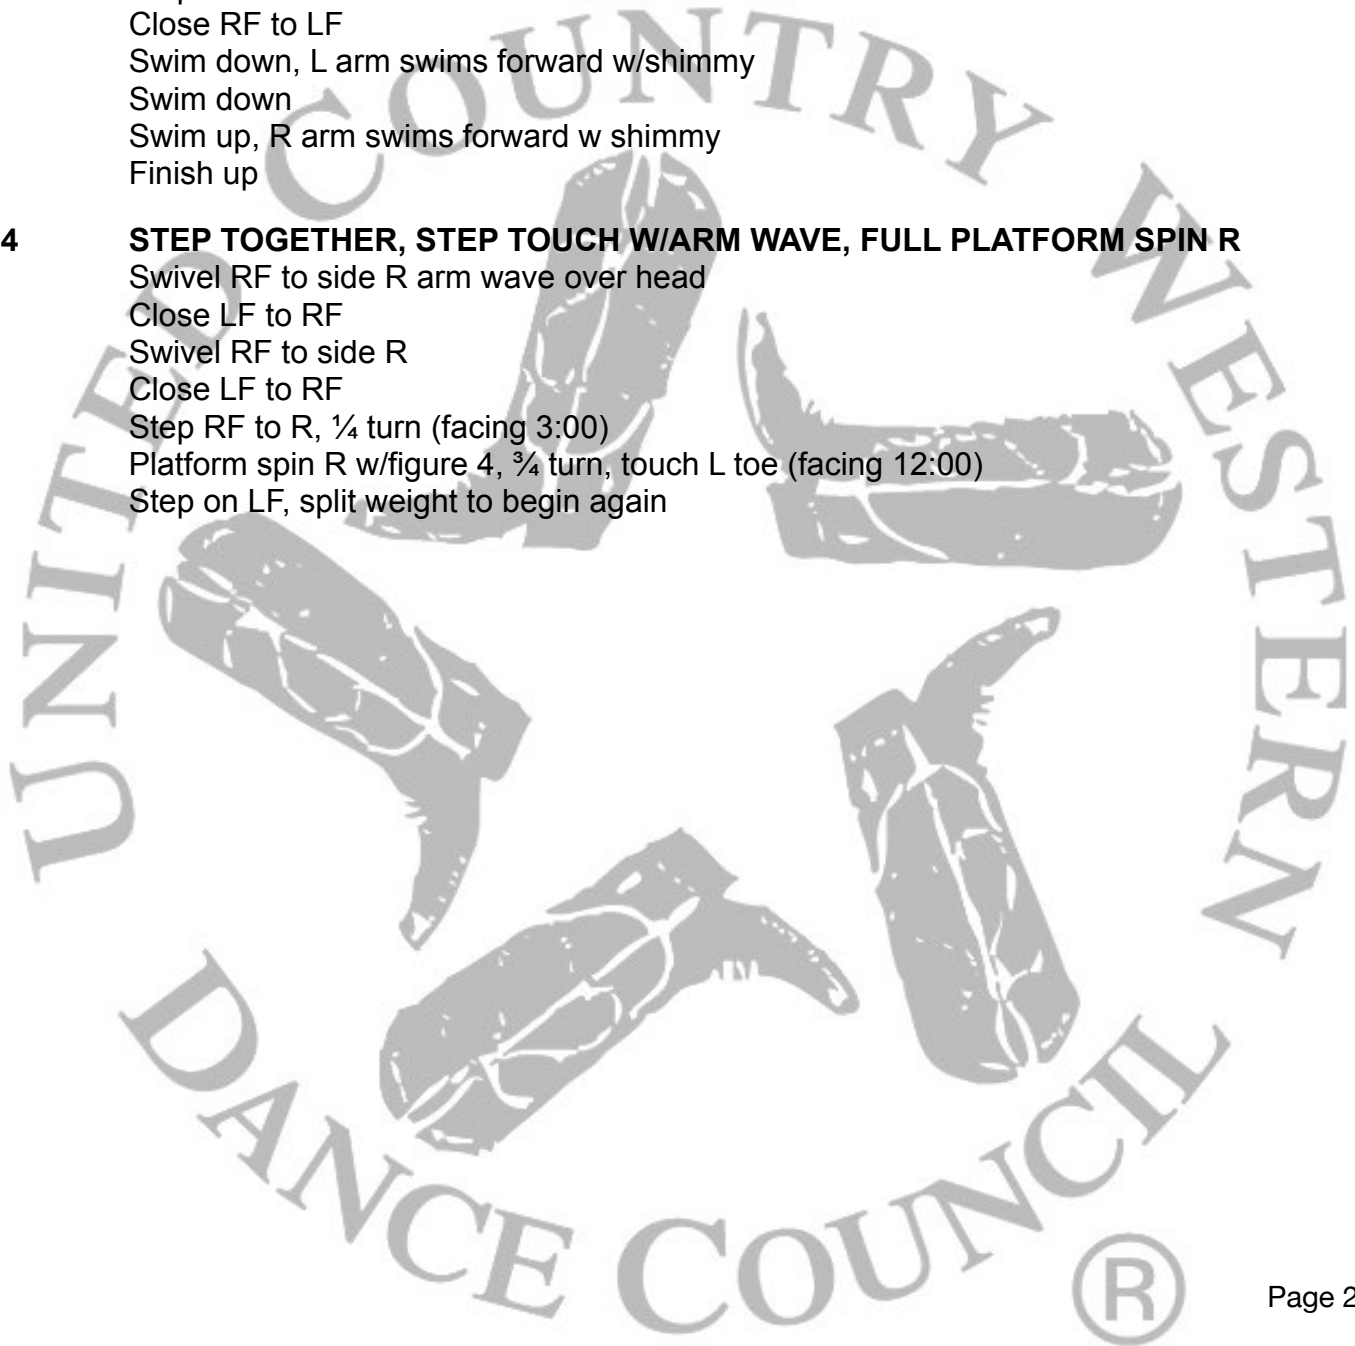 Close RF to LF
Swim down, L arm swims forward w/shimmy
Swim down
Swim up, R arm swims forward w shimmy
Finish up
4 STEP TOGETHER, STEP TOUCH W/ARM WAVE, FULL PLATFORM SPIN R
Swivel RF to side R arm wave over head
Close LF to RF
Swivel RF to side R
Close LF to RF
Step RF to R, ¼ turn (facing 3:00)
Platform spin R w/figure 4, ¾ turn, touch L toe (facing 12:00)
Step on LF, split weight to begin again
UNITED COUNTRY WESTERN
DANCE COUNCIL
®
Page 2